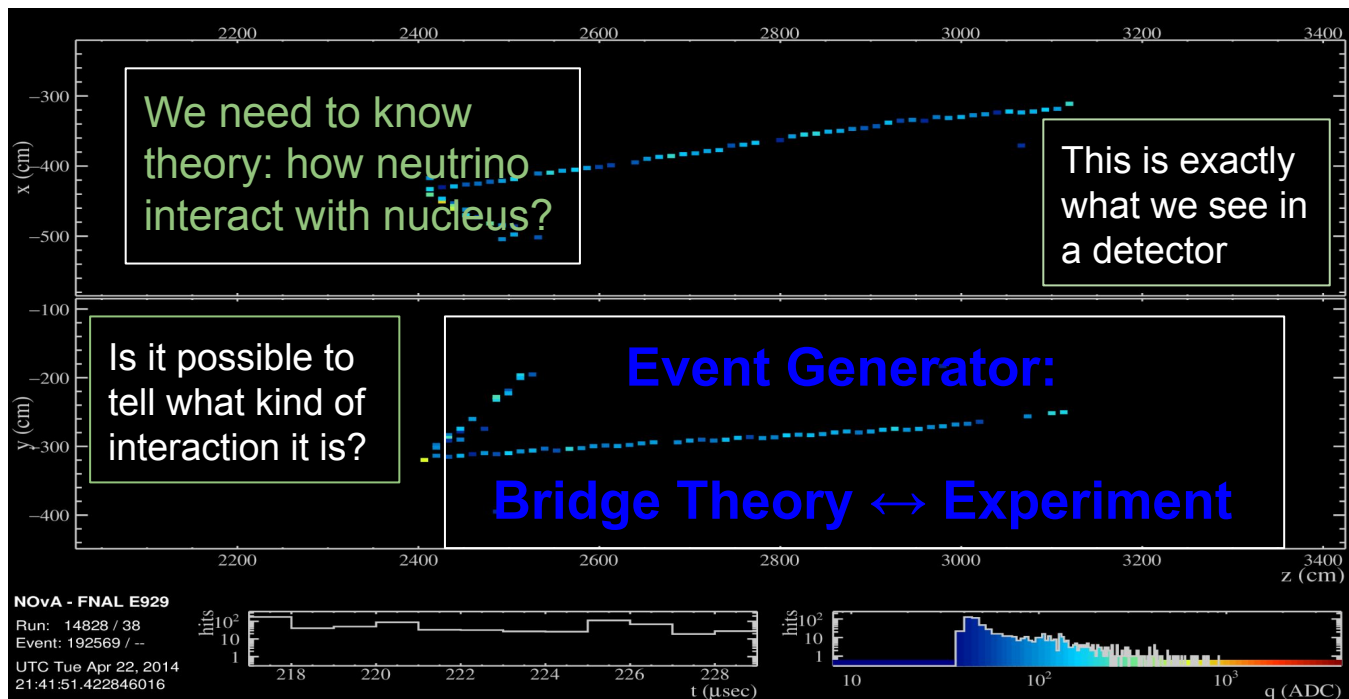 2200 2400 2600 2800 3000 3200 3400
−300
−400
−500
x (cm)
We need to know
theory: how neutrino
interact with nucleus?
This is exactly
what we see in
a detector
−100
−200
−300
−400
y (cm)
Is it possible to
tell what kind of
interaction it is?
Event Generator:
Bridge Theory ↔ Experiment
2200 2400 2600 2800 3000 3200 3400
z (cm)
NOvA - FNAL E929
Run: 14828 / 38
Event: 192569 / --
UTC Tue Apr 22, 2014
21:41:51.422846016
hits
10²
10
1
218 220 222 224 226 228
t (μsec)
hits
10²
10
1
10 10² 10³
q (ADC)